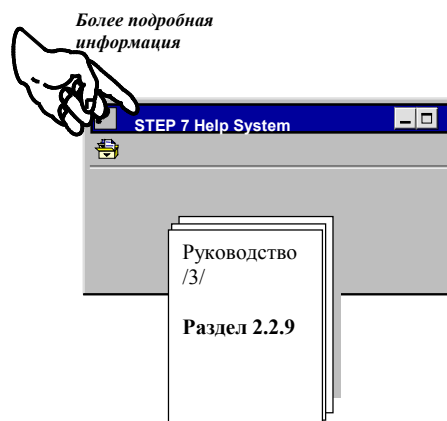 Более подробная
информация
STEP 7 Help System
Руководство
/3/
Раздел 2.2.9